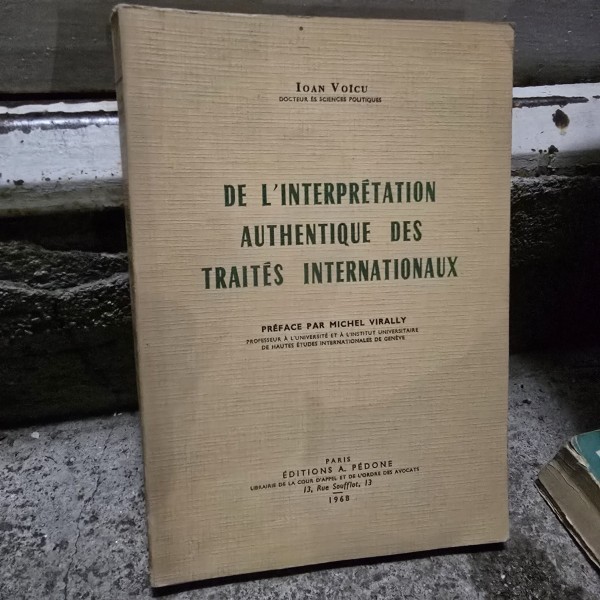 IOAN VOÏCU
DOCTEUR ÈS SCIENCES POLITIQUES
DE L'INTERPRÉTATION
AUTHENTIQUE DES
TRAITÉS INTERNATIONAUX
PRÉFACE PAR MICHEL VIRALLY
PROFESSEUR À L'UNIVERSITÉ ET À L'INSTITUT UNIVERSITAIRE
DE HAUTES ÉTUDES INTERNATIONALES DE GENÈVE
PARIS
ÉDITIONS A. PÉDONE
LIBRAIRIE DE LA COUR D'APPEL ET DE L'ORDRE DES AVOCATS
13, Rue Soufflot, 13
1968